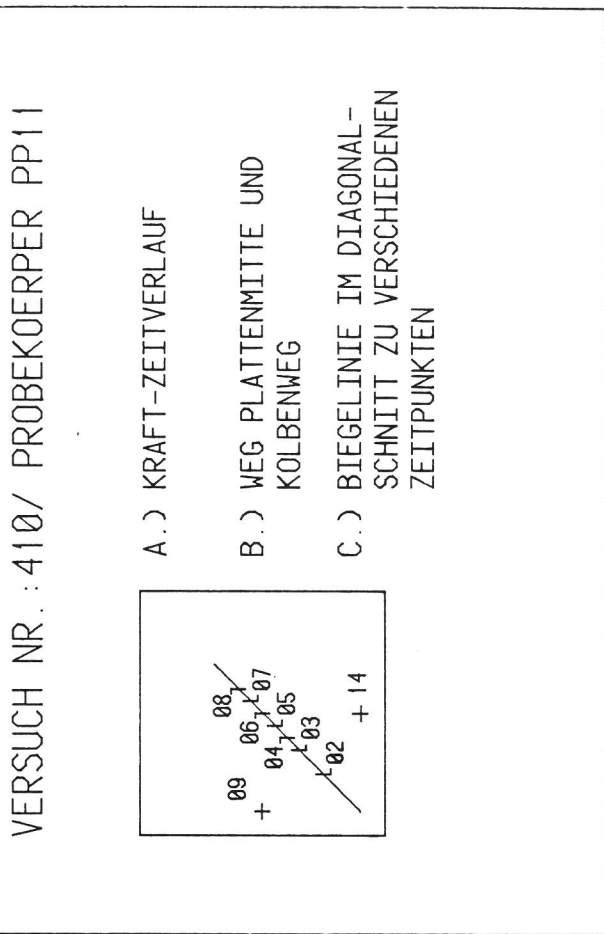 VERSUCH NR.:410/ PROBEKOERPER PP11
A.) KRAFT-ZEITVERLAUF
B.) WEG PLATTENMITTE UND
KOLBENWEG
C.) BIEGELINIE IM DIAGONAL-
SCHNITT ZU VERSCHIEDENEN
ZEITPUNKTEN
09
08
07
06
05
04
03
02
14